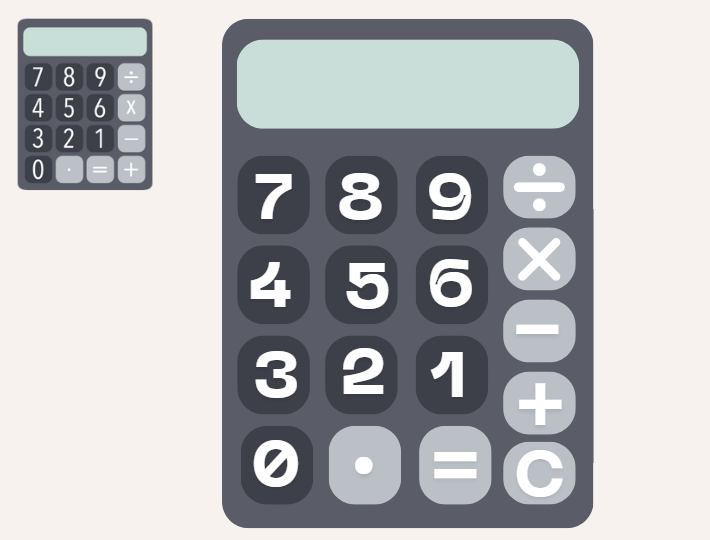 7 8 9 ÷
4 5 6 X
3 2 1 −
0 · = +
7 8 9 ÷
4 5 6 ×
3 2 1 −
+
0 · = C